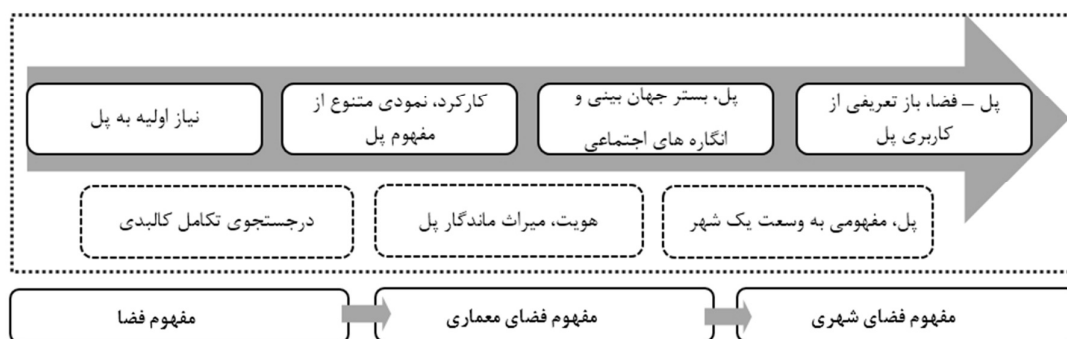 نیاز اولیه به پل
کارکرد، نمودی متنوع از
مفهوم پل
پل، بستر جهان بینی و
انگاره های اجتماعی
پل – فضا، باز تعریفی از
کاربری پل
درجستجوی تکامل کالبدی
هویت، میراث ماندگار پل
پل، مفهومی به وسعت یک شهر
مفهوم فضا
مفهوم فضای معماری
مفهوم فضای شهری